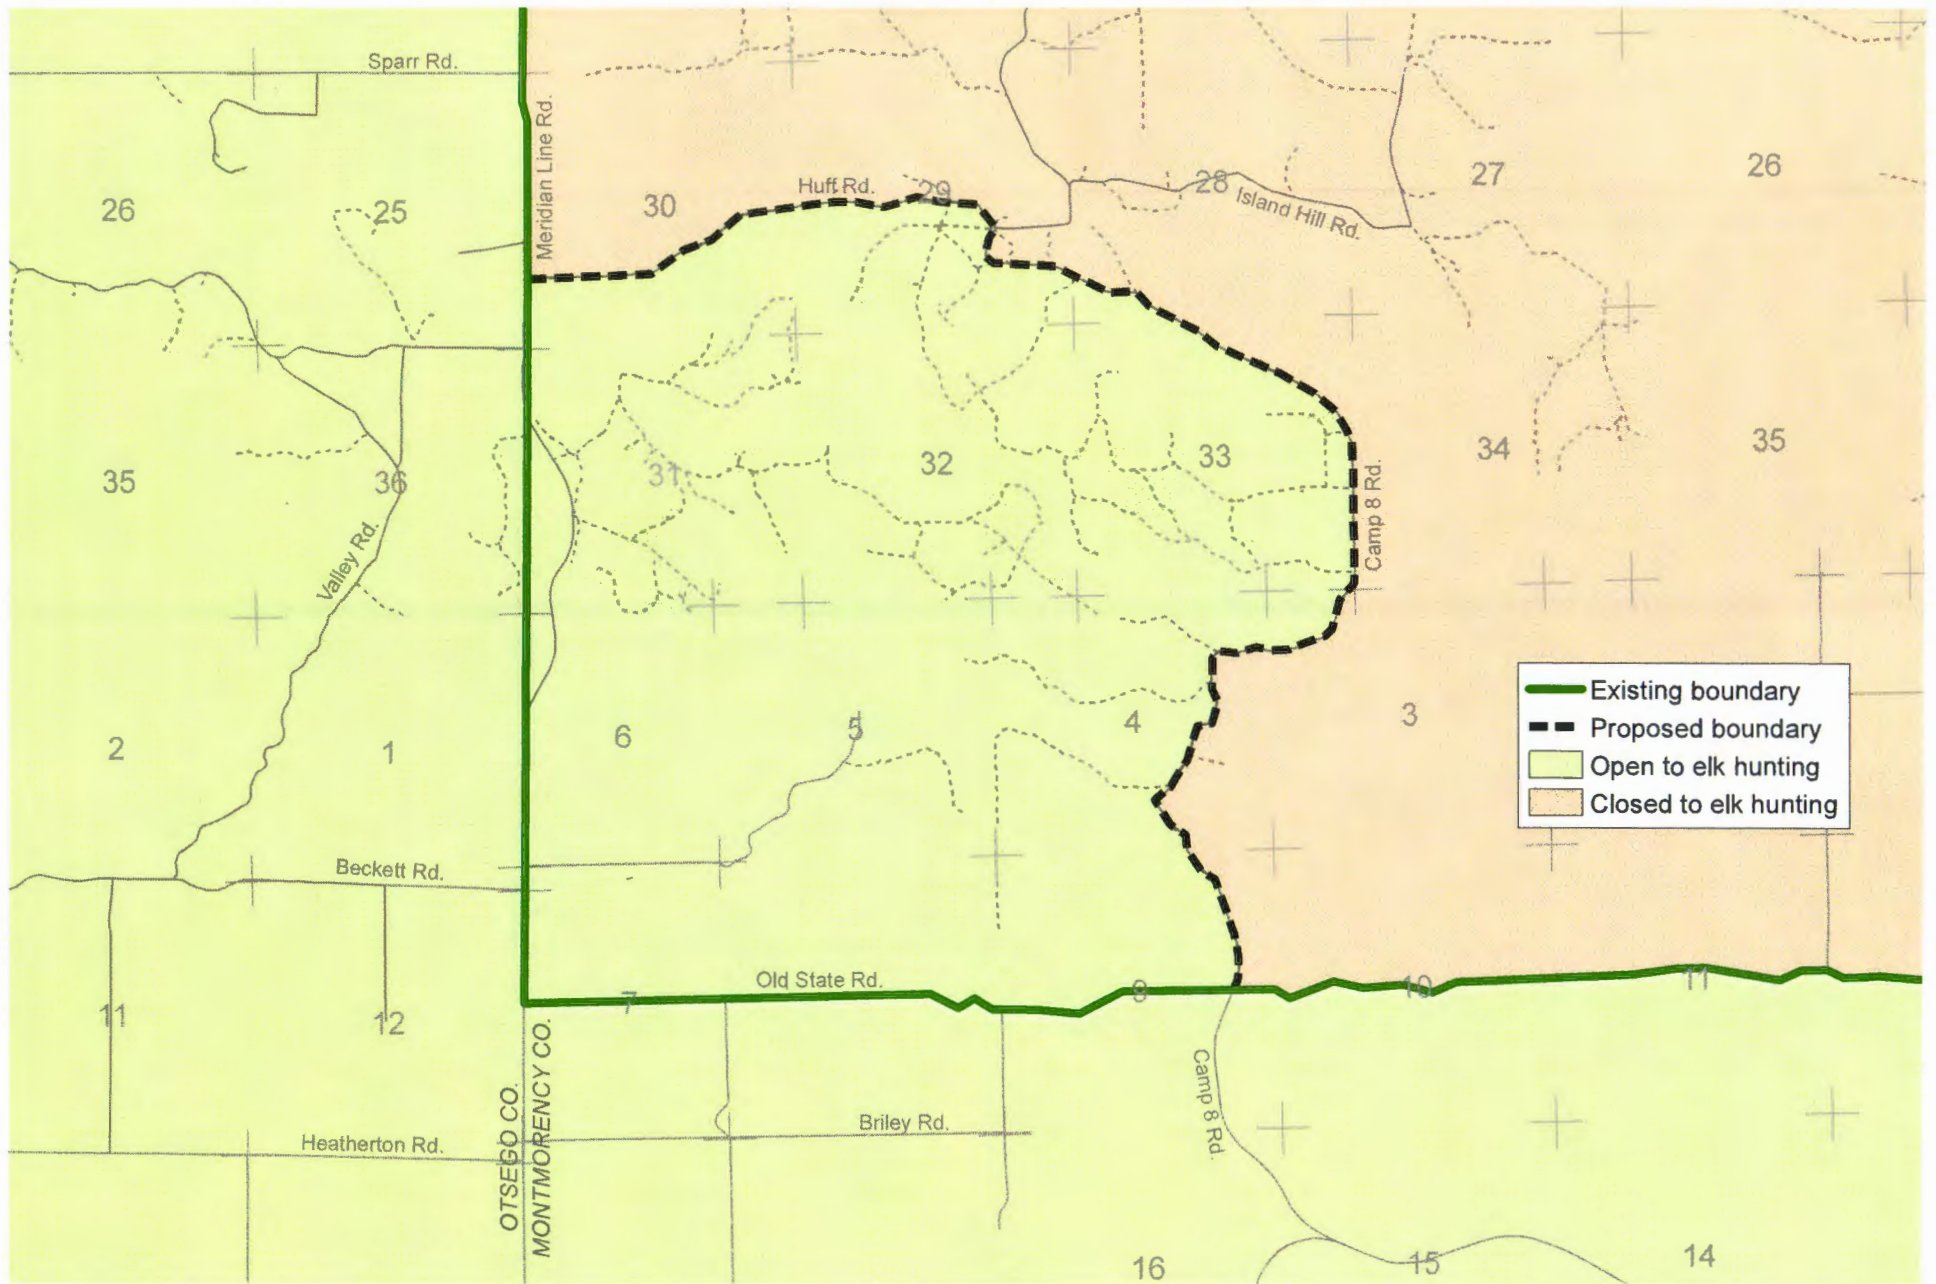 Sparr Rd.
Meridian Line Rd.
Huff Rd.
29
28
Island Hill Rd.
27
26
26
25
30
35
36
31
32
33
34
35
Valley Rd.
Camp 8 Rd.
2
1
6
5
4
3
Existing boundary
Proposed boundary
Open to elk hunting
Closed to elk hunting
Beckett Rd.
Old State Rd.
11
12
7
9
10
11
OTSEGO CO.
MONTMORENCY CO.
Heatherton Rd.
Briley Rd.
Camp 8 Rd.
16
15
14